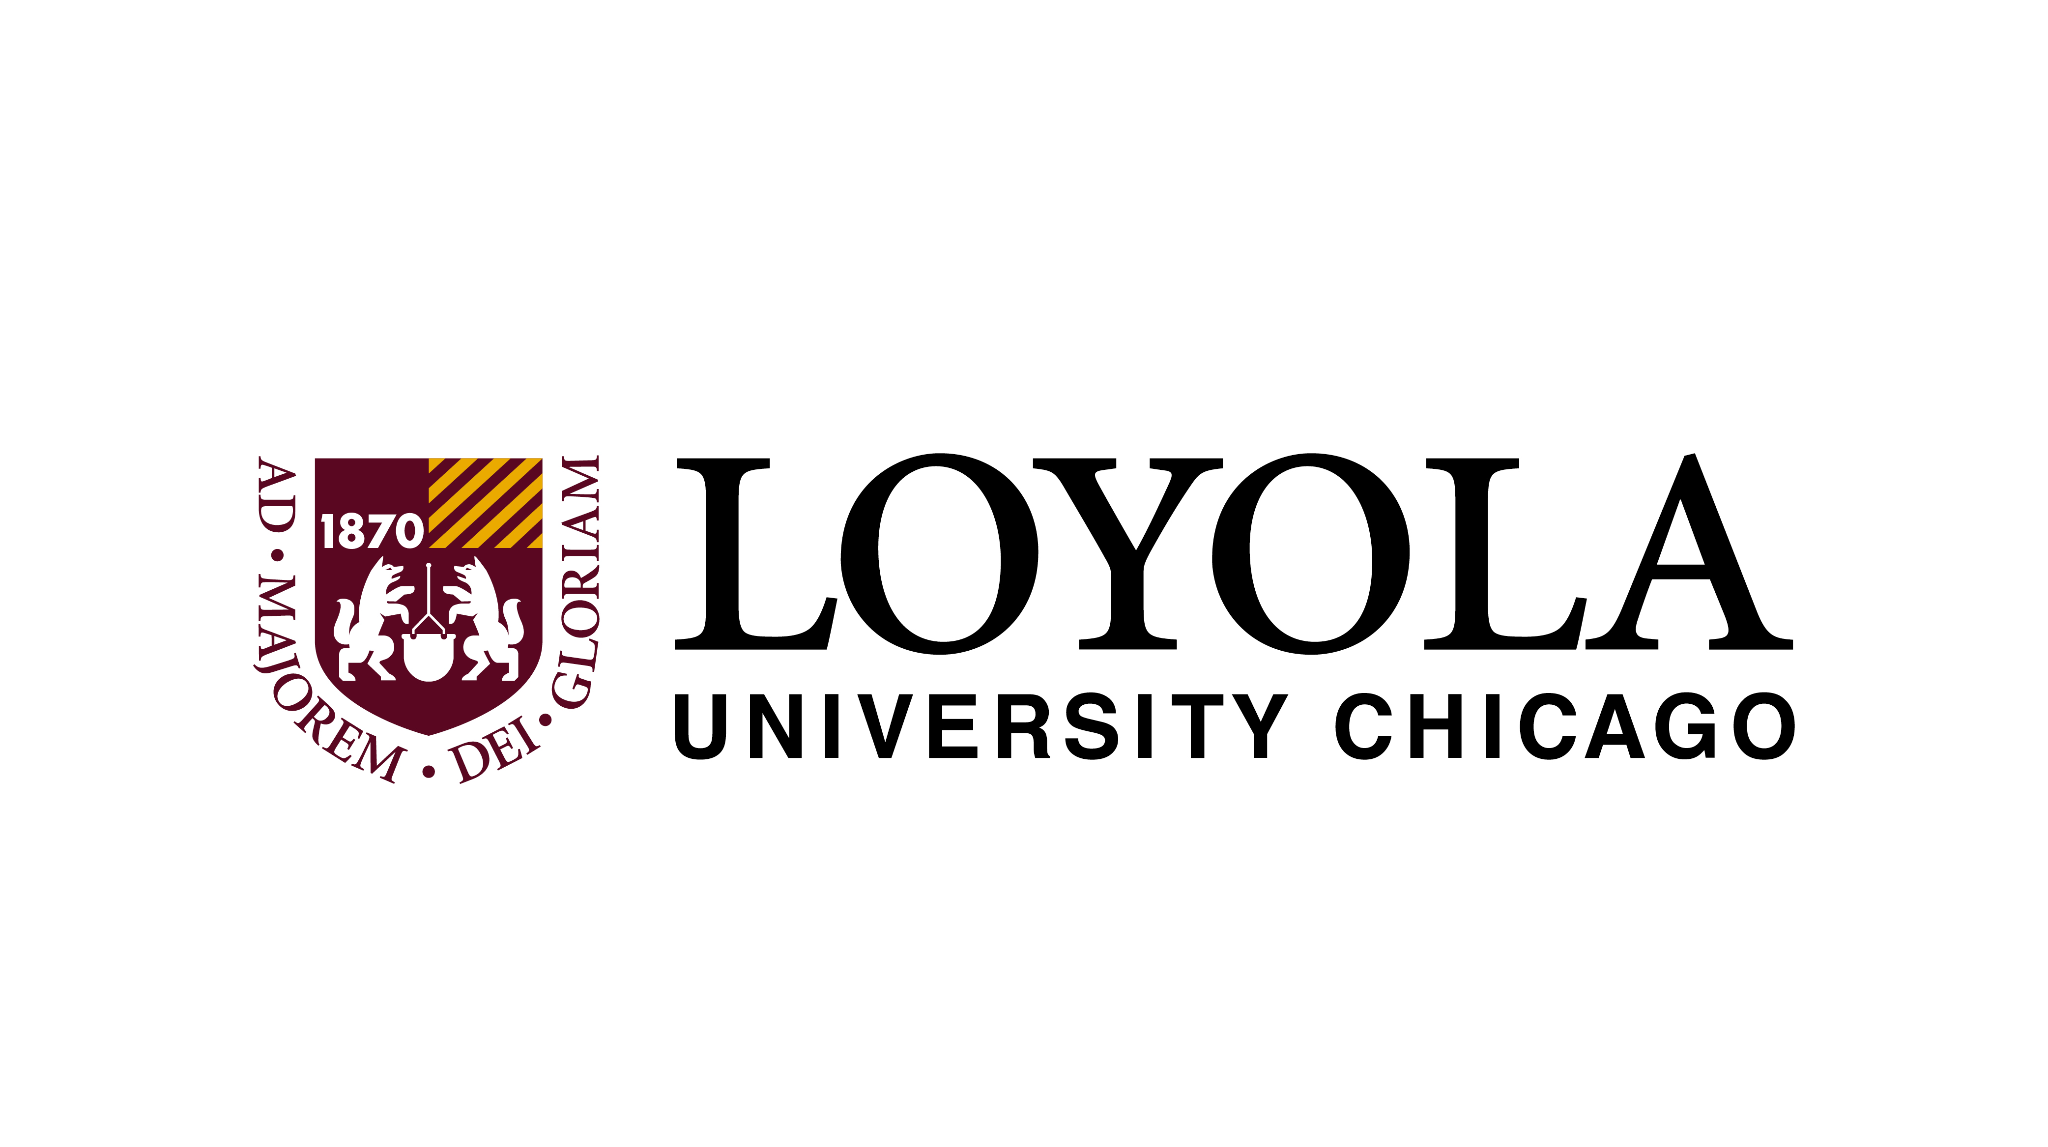 AD • MAJOREM • DEI • GLORIAM
1870
LOYOLA
UNIVERSITY CHICAGO